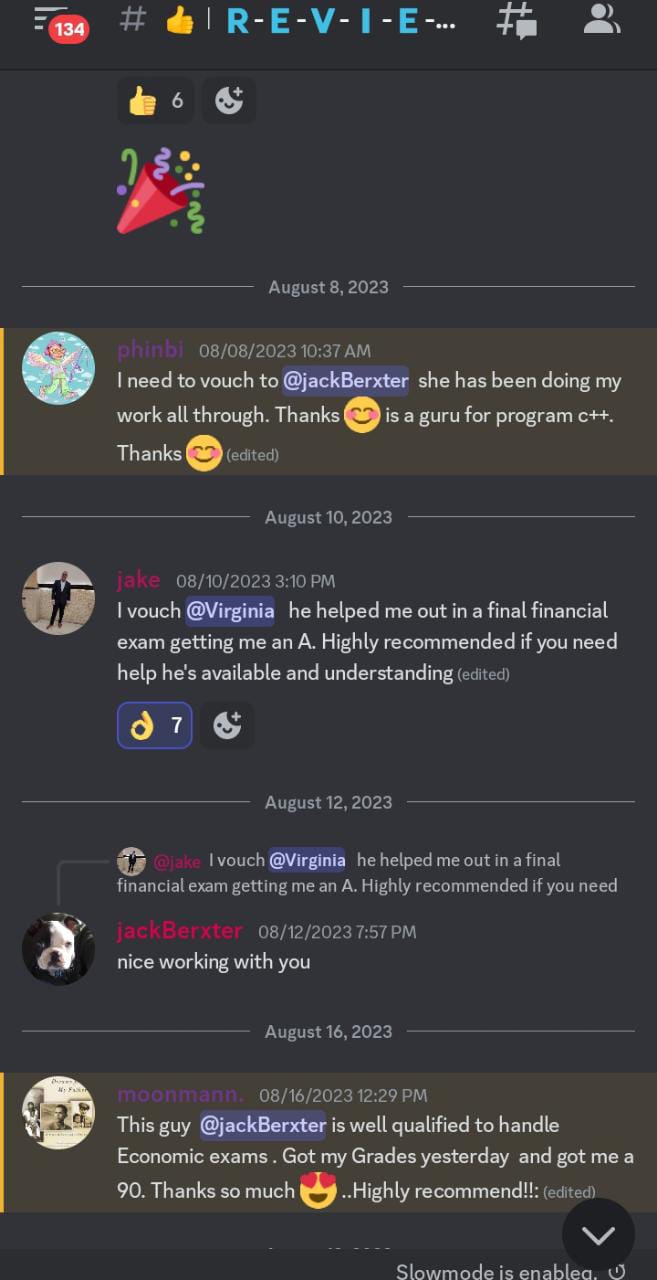 134
# 👍 | R-E-V-I-E-...
👍 6
August 8, 2023
phinbi 08/08/2023 10:37 AM
I need to vouch to @jackBerxter she has been doing my
work all through. Thanks 😊 is a guru for program c++.
Thanks 😊 (edited)
August 10, 2023
jake 08/10/2023 3:10 PM
I vouch @Virginia he helped me out in a final financial
exam getting me an A. Highly recommended if you need
help he's available and understanding (edited)
👌 7
August 12, 2023
@jake I vouch @Virginia he helped me out in a final
financial exam getting me an A. Highly recommended if you need
jackBerxter 08/12/2023 7:57 PM
nice working with you
August 16, 2023
moonmann. 08/16/2023 12:29 PM
This guy @jackBerxter is well qualified to handle
Economic exams . Got my Grades yesterday and got me a
90. Thanks so much 😍 ..Highly recommend!!: (edited)
Slowmode is enabled.